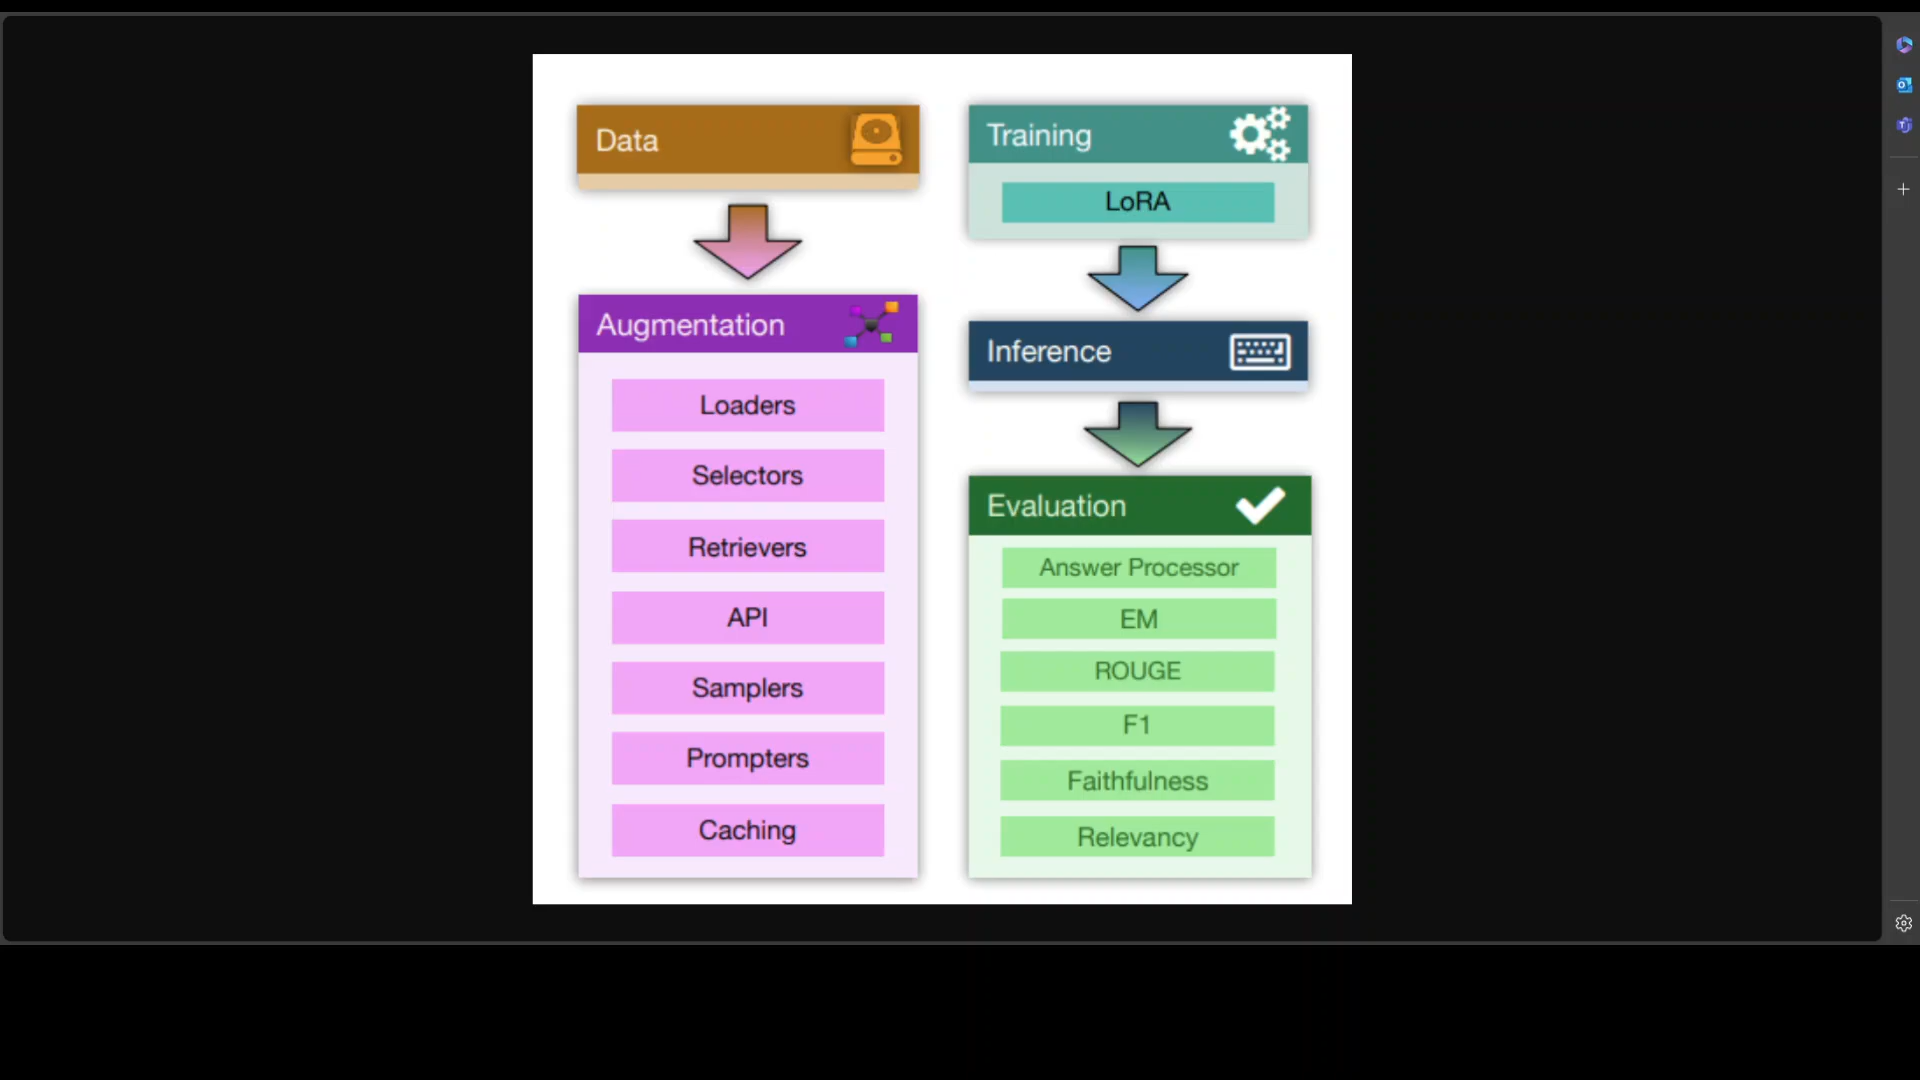 Data
Augmentation
Loaders
Selectors
Retrievers
API
Samplers
Prompters
Caching
Training
LoRA
Inference
Evaluation
Answer Processor
EM
ROUGE
F1
Faithfulness
Relevancy